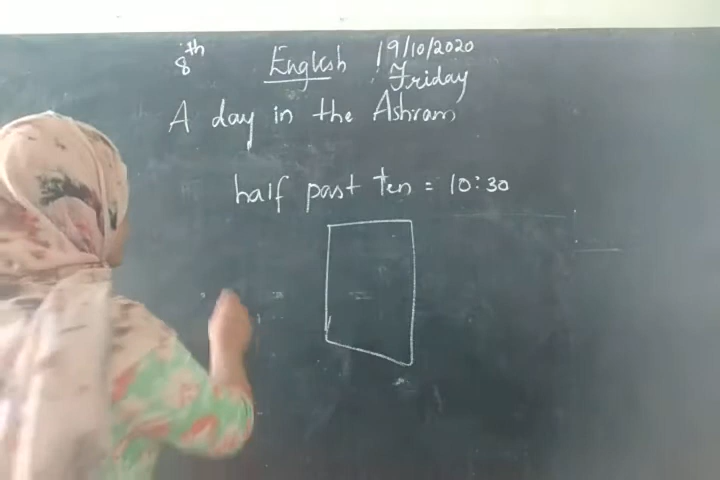 8th English 19/10/2020
Friday
A day in the Ashram
half past Ten = 10:30